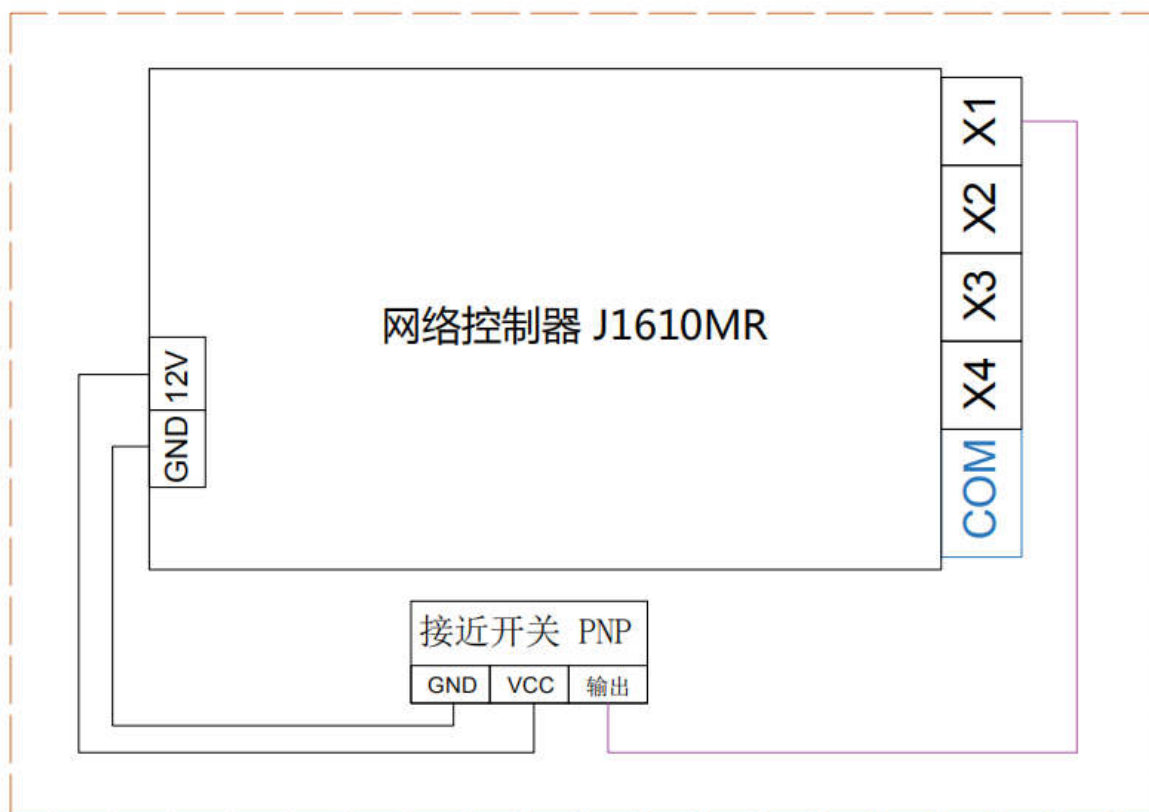 X1
X2
X3
X4
COM
网络控制器 J1610MR
12V
GND
接近开关 PNP
GND VCC 输出